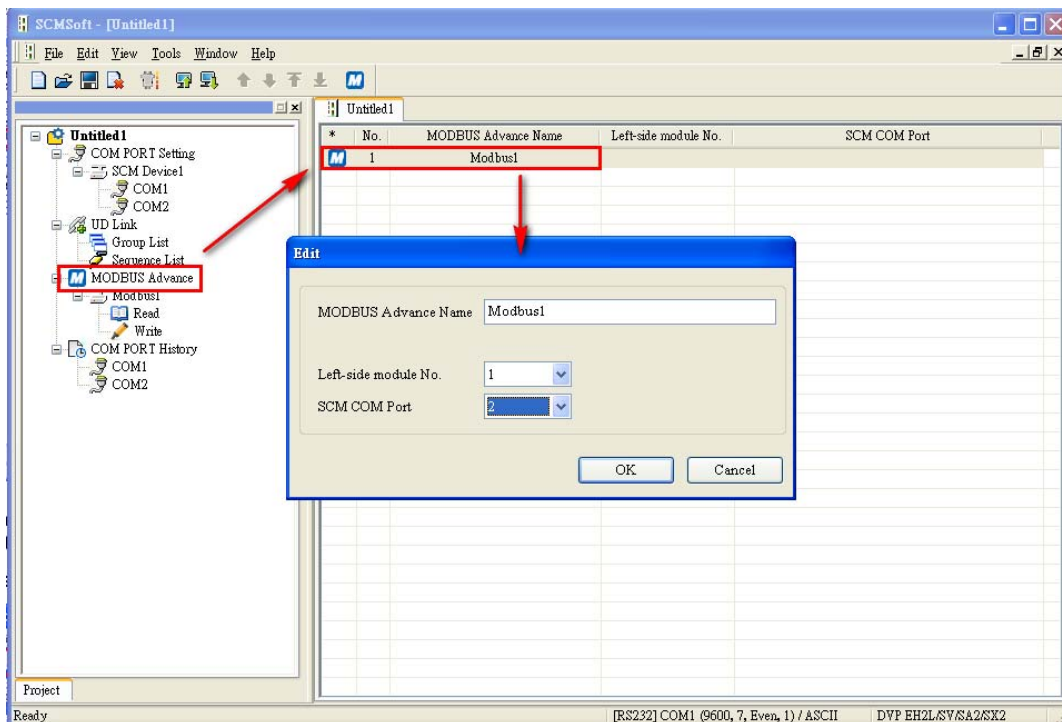 SCMSoft - [Untitled1]
File Edit View Tools Window Help
Untitled1
* No. MODBUS Advance Name Left-side module No. SCM COM Port
M 1 Modbus1
Untitled1
COM PORT Setting
SCM Device1
COM1
COM2
UD Link
Group List
Sequence List
M MODBUS Advance
Modbus1
Read
Write
COM PORT History
COM1
COM2
Edit
MODBUS Advance Name Modbus1
Left-side module No. 1
SCM COM Port 2
OK Cancel
Project
Ready [RS232] COM1 (9600, 7, Even, 1) / ASCII DVP EH2L/SV/SA2/SX2